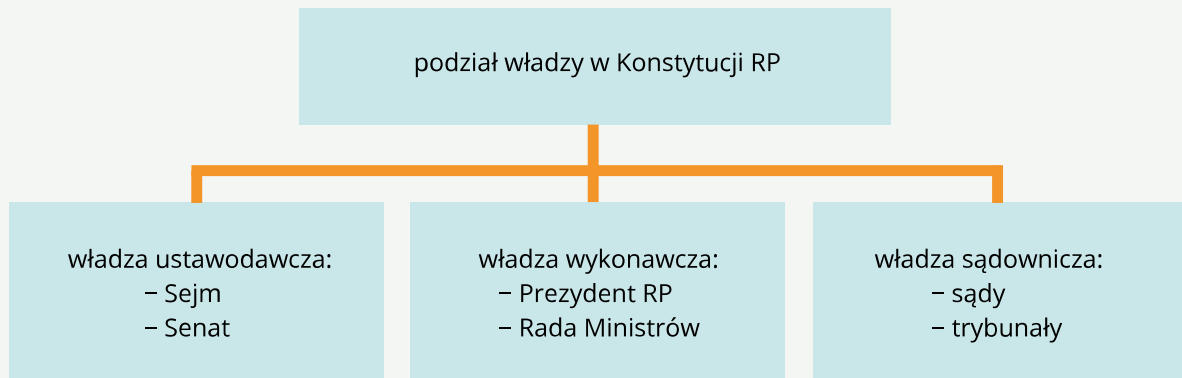 podział władzy w Konstytucji RP
władza ustawodawcza:
– Sejm
– Senat
władza wykonawcza:
– Prezydent RP
– Rada Ministrów
władza sądownicza:
– sądy
– trybunały